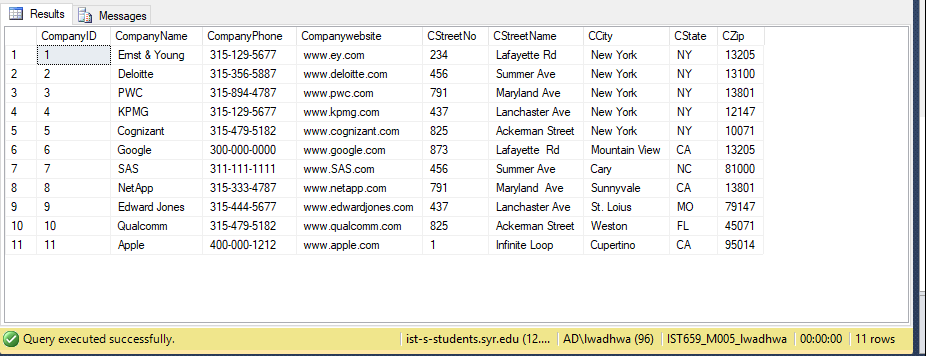 Results Messages
CompanyID CompanyName CompanyPhone Companywebsite CStreetNo CStreetName CCity CState CZip
1 1 Ernst & Young 315-129-5677 www.ey.com 234 Lafayette Rd New York NY 13205
2 2 Deloitte 315-356-5887 www.deloitte.com 456 Summer Ave New York NY 13100
3 3 PWC 315-894-4787 www.pwc.com 791 Maryland Ave New York NY 13801
4 4 KPMG 315-129-5677 www.kpmg.com 437 Lanchaster Ave New York NY 12147
5 5 Cognizant 315-479-5182 www.cognizant.com 825 Ackerman Street New York NY 10071
6 6 Google 300-000-0000 www.google.com 873 Lafayette Rd Mountain View CA 13205
7 7 SAS 311-111-1111 www.SAS.com 456 Summer Ave Cary NC 81000
8 8 NetApp 315-333-4787 www.netapp.com 791 Maryland Ave Sunnyvale CA 13801
9 9 Edward Jones 315-444-5677 www.edwardjones.com 437 Lanchaster Ave St. Loius MO 79147
10 10 Qualcomm 315-479-5182 www.qualcomm.com 825 Ackerman Street Weston FL 45071
11 11 Apple 400-000-1212 www.apple.com 1 Infinite Loop Cupertino CA 95014
Query executed successfully. ist-s-students.syr.edu (12.... AD\lwadhwa (96) IST659_M005_lwadhwa 00:00:00 11 rows